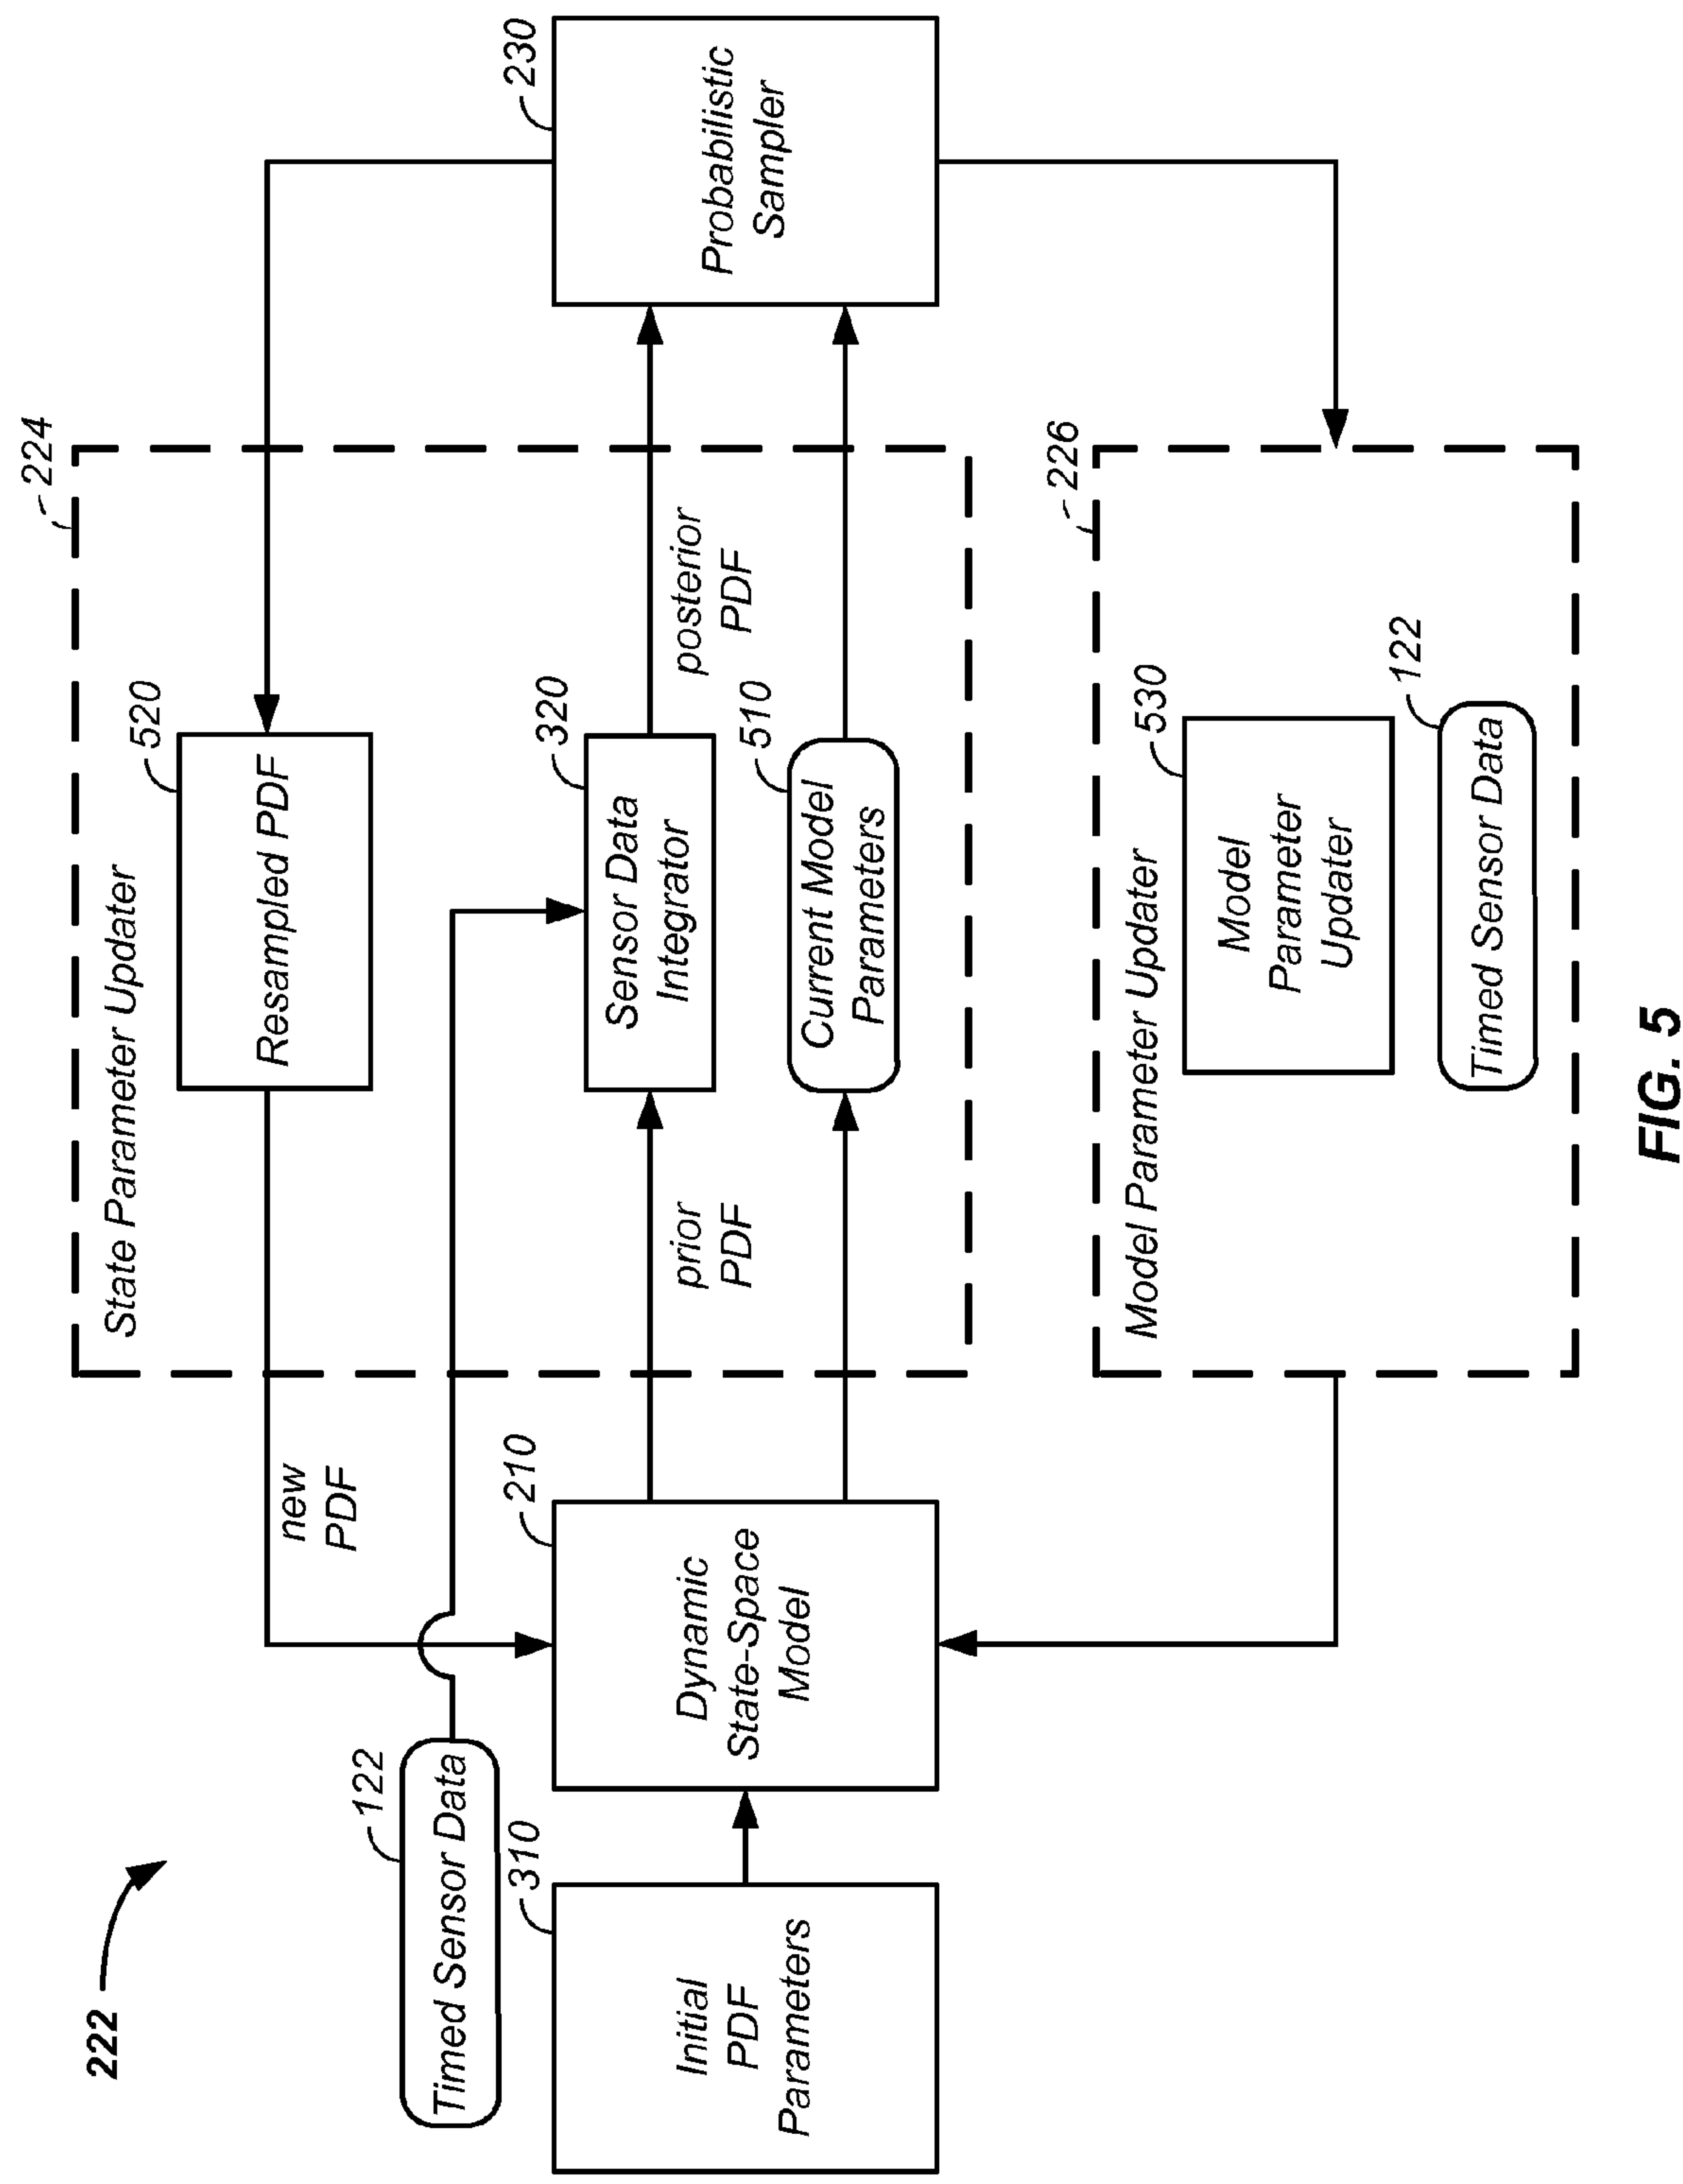 222
122
Timed Sensor Data
310
Initial
PDF
Parameters
new
PDF
210
Dynamic
State-Space
Model
224
State Parameter Updater
520
Resampled PDF
320
Sensor Data
Integrator
prior
PDF
posterior
PDF
510
Current Model
Parameters
230
Probabilistic
Sampler
226
Model Parameter Updater
530
Model
Parameter
Updater
122
Timed Sensor Data
FIG. 5